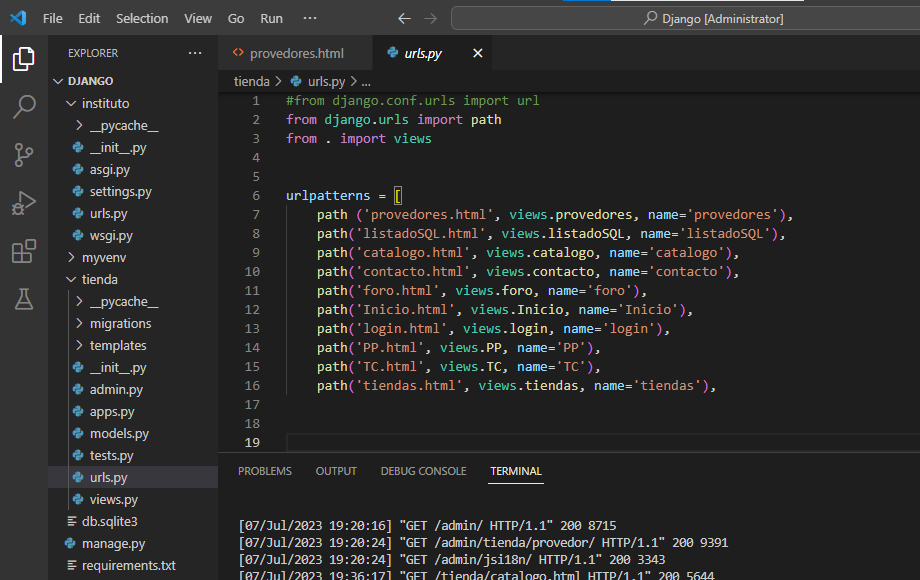 File Edit Selection View Go Run ··· ← → Django [Administrator]
EXPLORER ···
DJANGO
instituto
__pycache__
__init__.py
asgi.py
settings.py
urls.py
wsgi.py
myvenv
tienda
__pycache__
migrations
templates
__init__.py
admin.py
apps.py
models.py
tests.py
urls.py
views.py
db.sqlite3
manage.py
requirements.txt
provedores.html urls.py ×
tienda > urls.py > ...
1 #from django.conf.urls import url
2 from django.urls import path
3 from . import views
4
5
6 urlpatterns = [
7 path ('provedores.html', views.provedores, name='provedores'),
8 path('listadoSQL.html', views.listadoSQL, name='listadoSQL'),
9 path('catalogo.html', views.catalogo, name='catalogo'),
10 path('contacto.html', views.contacto, name='contacto'),
11 path('foro.html', views.foro, name='foro'),
12 path('Inicio.html', views.Inicio, name='Inicio'),
13 path('login.html', views.login, name='login'),
14 path('PP.html', views.PP, name='PP'),
15 path('TC.html', views.TC, name='TC'),
16 path('tiendas.html', views.tiendas, name='tiendas'),
17
18
19
PROBLEMS OUTPUT DEBUG CONSOLE TERMINAL
[07/Jul/2023 19:20:16] "GET /admin/ HTTP/1.1" 200 8715
[07/Jul/2023 19:20:24] "GET /admin/tienda/provedor/ HTTP/1.1" 200 9391
[07/Jul/2023 19:20:24] "GET /admin/jsi18n/ HTTP/1.1" 200 3343
[07/Jul/2023 19:36:17] "GET /tienda/catalogo.html HTTP/1.1" 200 5644